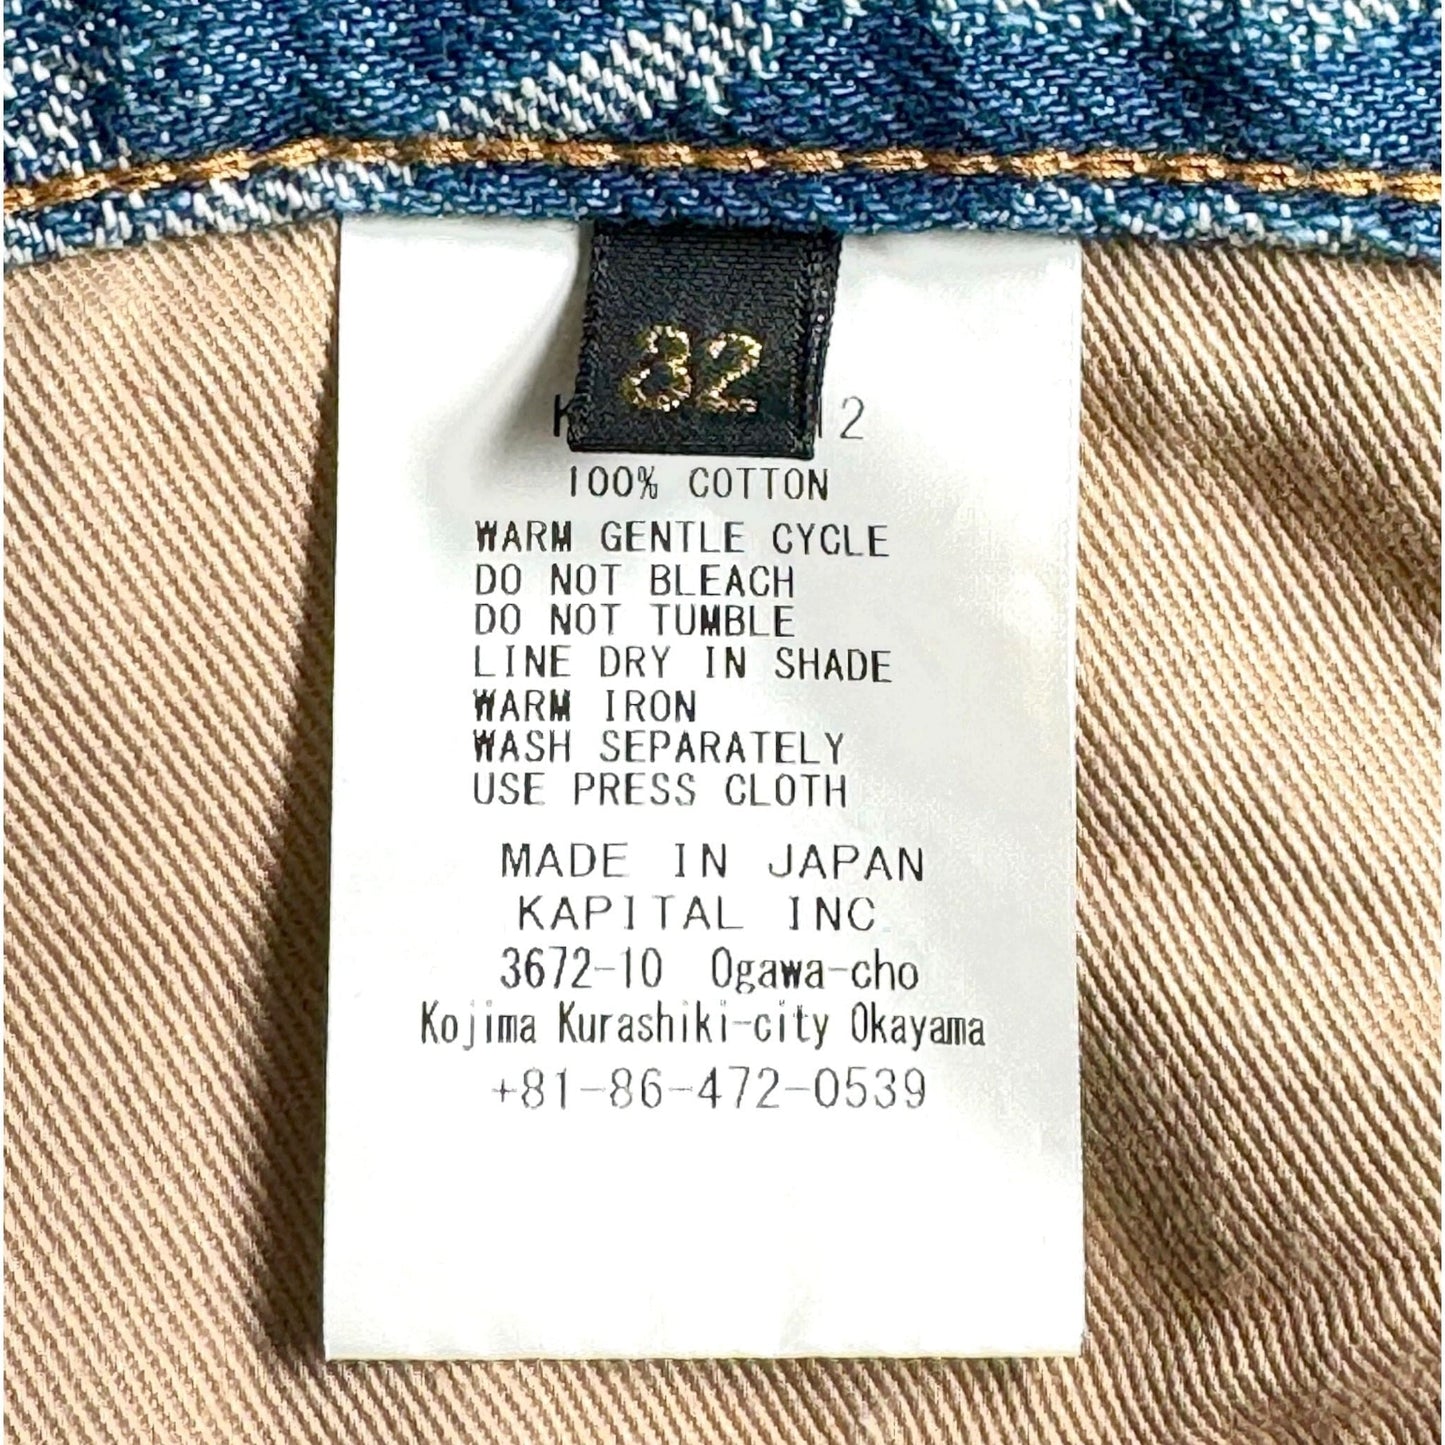 32
100% COTTON
WARM GENTLE CYCLE
DO NOT BLEACH
DO NOT TUMBLE
LINE DRY IN SHADE
WARM IRON
WASH SEPARATELY
USE PRESS CLOTH
MADE IN JAPAN
KAPITAL INC
3672-10 Ogawa-cho
Kojima Kurashiki-city Okayama
+81-86-472-0539